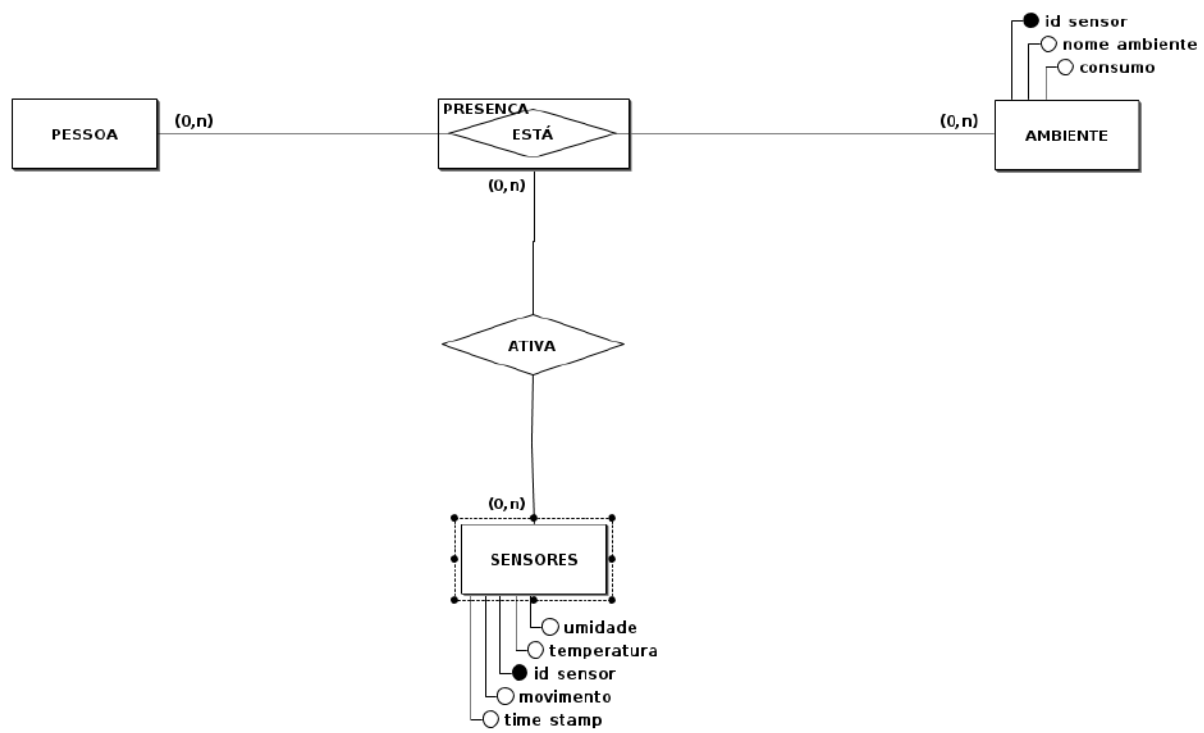 id sensor
nome ambiente
consumo
PESSOA
(0,n)
PRESENCA
ESTÁ
(0,n)
AMBIENTE
(0,n)
ATIVA
(0,n)
SENSORES
umidade
temperatura
id sensor
movimento
time stamp